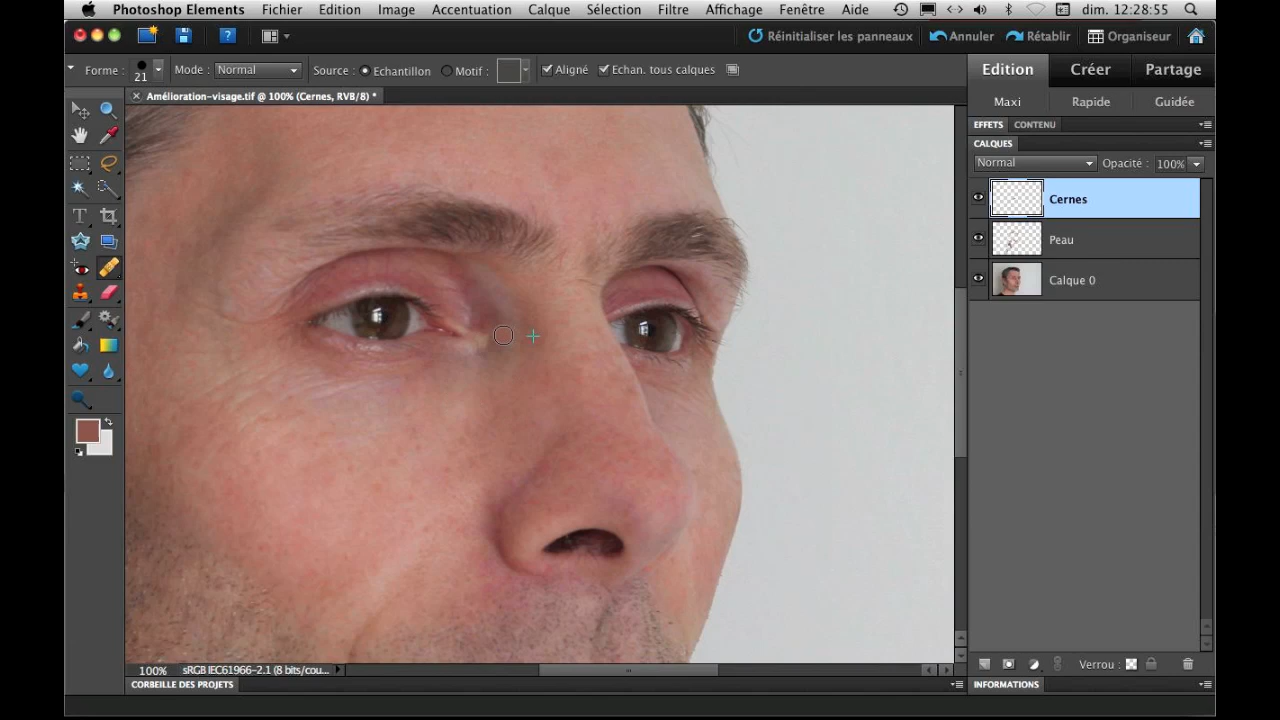 Photoshop Elements Fichier Edition Image Accentuation Calque Sélection Filtre Affichage Fenêtre Aide dim. 12:28:55
Réinitialiser les panneaux Annuler Rétablir Organiseur
Forme : 21 Mode : Normal Source : Echantillon Motif : Aligné Echan. tous calques
Edition Créer Partage
Amélioration-visage.tif @ 100% (Cernes, RVB/8) *
Maxi Rapide Guidée
EFFETS CONTENU
CALQUES
Normal Opacité : 100%
Cernes
Peau
Calque 0
100% sRGB IEC61966-2.1 (8 bits/cou...
Verrou :
CORBEILLE DES PROJETS
INFORMATIONS